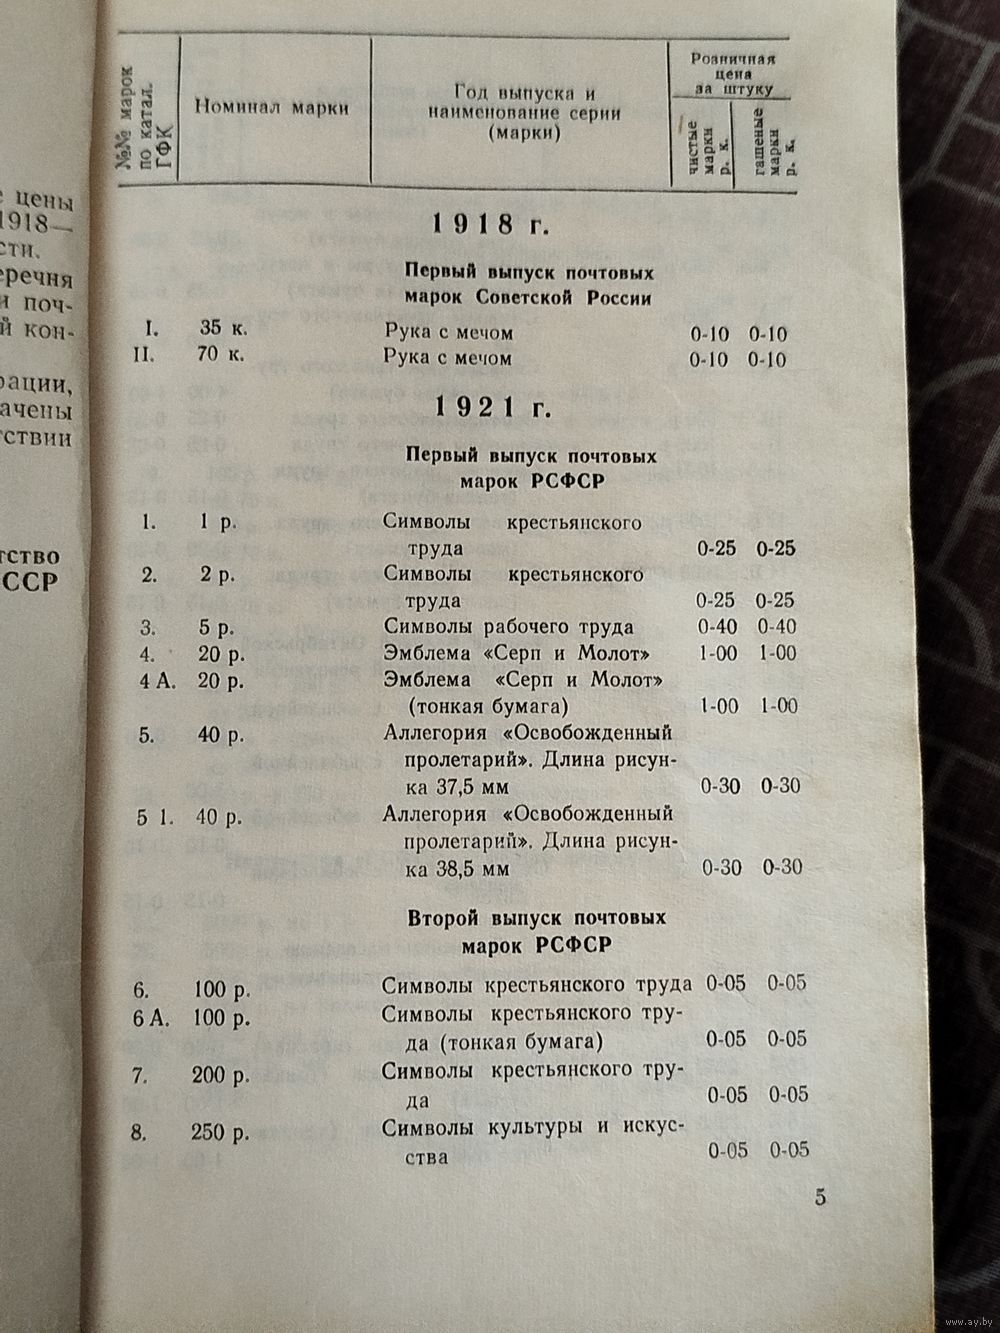 е цены
1918—
сти.
еречня
и поч-
й кон-
рации,
ачены
тствии
тство
ССР
№№ марок
по катал.
ГФК
Номинал марки
Год выпуска и
наименование серии
(марки)
Розничная
цена
за штуку
чистые
марки
р. к.
гашеные
марки
р. к.
1918 г.
Первый выпуск почтовых
марок Советской России
I. 35 к. Рука с мечом 0-10 0-10
II. 70 к. Рука с мечом 0-10 0-10
1921 г.
Первый выпуск почтовых
марок РСФСР
1. 1 р. Символы крестьянского
труда 0-25 0-25
2. 2 р. Символы крестьянского
труда 0-25 0-25
3. 5 р. Символы рабочего труда 0-40 0-40
4. 20 р. Эмблема «Серп и Молот» 1-00 1-00
4 А. 20 р. Эмблема «Серп и Молот»
(тонкая бумага) 1-00 1-00
5. 40 р. Аллегория «Освобожденный
пролетарий». Длина рисун-
ка 37,5 мм 0-30 0-30
5 1. 40 р. Аллегория «Освобожденный
пролетарий». Длина рисун-
ка 38,5 мм 0-30 0-30
Второй выпуск почтовых
марок РСФСР
6. 100 р. Символы крестьянского труда 0-05 0-05
6 А. 100 р. Символы крестьянского тру-
да (тонкая бумага) 0-05 0-05
7. 200 р. Символы крестьянского тру-
да 0-05 0-05
8. 250 р. Символы культуры и искус-
ства 0-05 0-05
5
www.ay.by